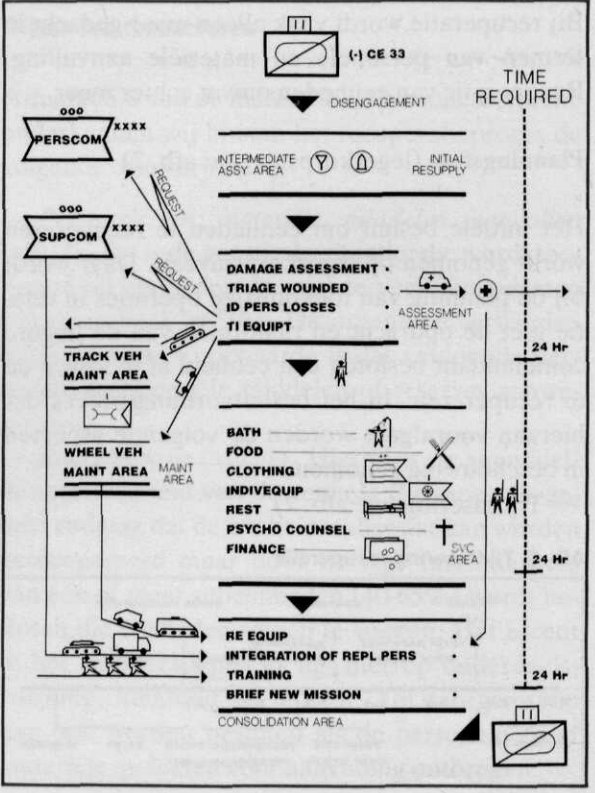 (-) CE 33
DISENGAGEMENT
TIME
REQUIRED
ooo
xxxx
PERSCOM
INTERMEDIATE
ASSY AREA
INITIAL
RESUPPLY
REQUEST
ooo
xxxx
SUPCOM
REQUEST
DAMAGE ASSESSMENT
TRIAGE WOUNDED
PERS LOSSES
TI EQUIPT
ASSESSMENT
AREA
24 Hr
TRACK VEH
MAINT AREA
WHEEL VEH
MAINT AREA
MAINT
AREA
BATH
FOOD
CLOTHING
INDIVEQUIPT
REST
PSYCHO COUNSEL
FINANCE
SVC
AREA
24 Hr
RE EQUIP
INTEGRATION OF REPL PERS
TRAINING
BRIEF NEW MISSION
24 Hr
CONSOLIDATION AREA